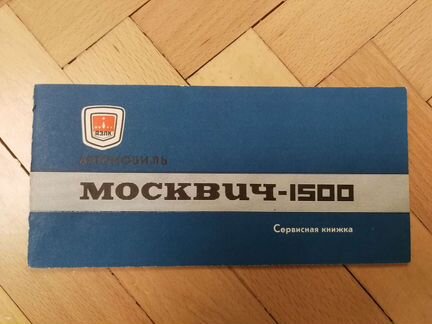 АЗЛК
АВТОМОБИЛЬ
МОСКВИЧ-1500
Сервисная книжка